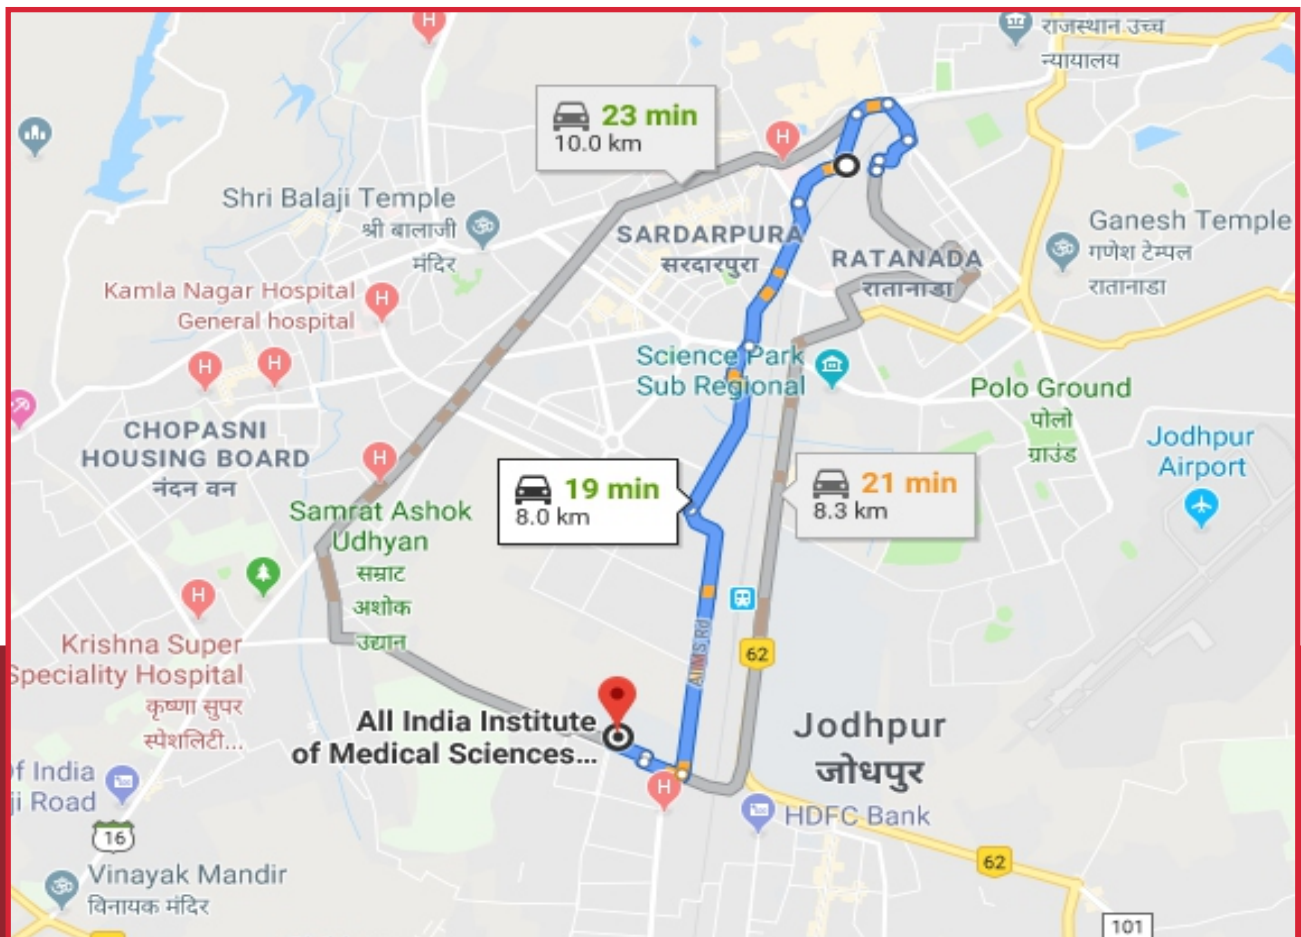 राजस्थान उच्च
न्यायालय
23 min
10.0 km
Shri Balaji Temple
श्री बालाजी
मंदिर
SARDARPURA
सरदारपुरा
RATANADA
रातानाडा
Ganesh Temple
गणेश टेम्पल
रातानाडा
Kamla Nagar Hospital
General hospital
H
H
H
H
H
H
H
H
Science Park
Sub Regional
Polo Ground
पोलो
ग्राउंड
CHOPASNI
HOUSING BOARD
नंदन वन
Jodhpur
Airport
19 min
8.0 km
21 min
8.3 km
Samrat Ashok
Udhyan
सम्राट
अशोक
उद्यान
Krishna Super
Speciality Hospital
कृष्णा सुपर
स्पेशलिटी...
AIIMS Rd
62
All India Institute
of Medical Sciences...
Jodhpur
जोधपुर
of India
ji Road
HDFC Bank
16
62
Vinayak Mandir
विनायक मंदिर
101